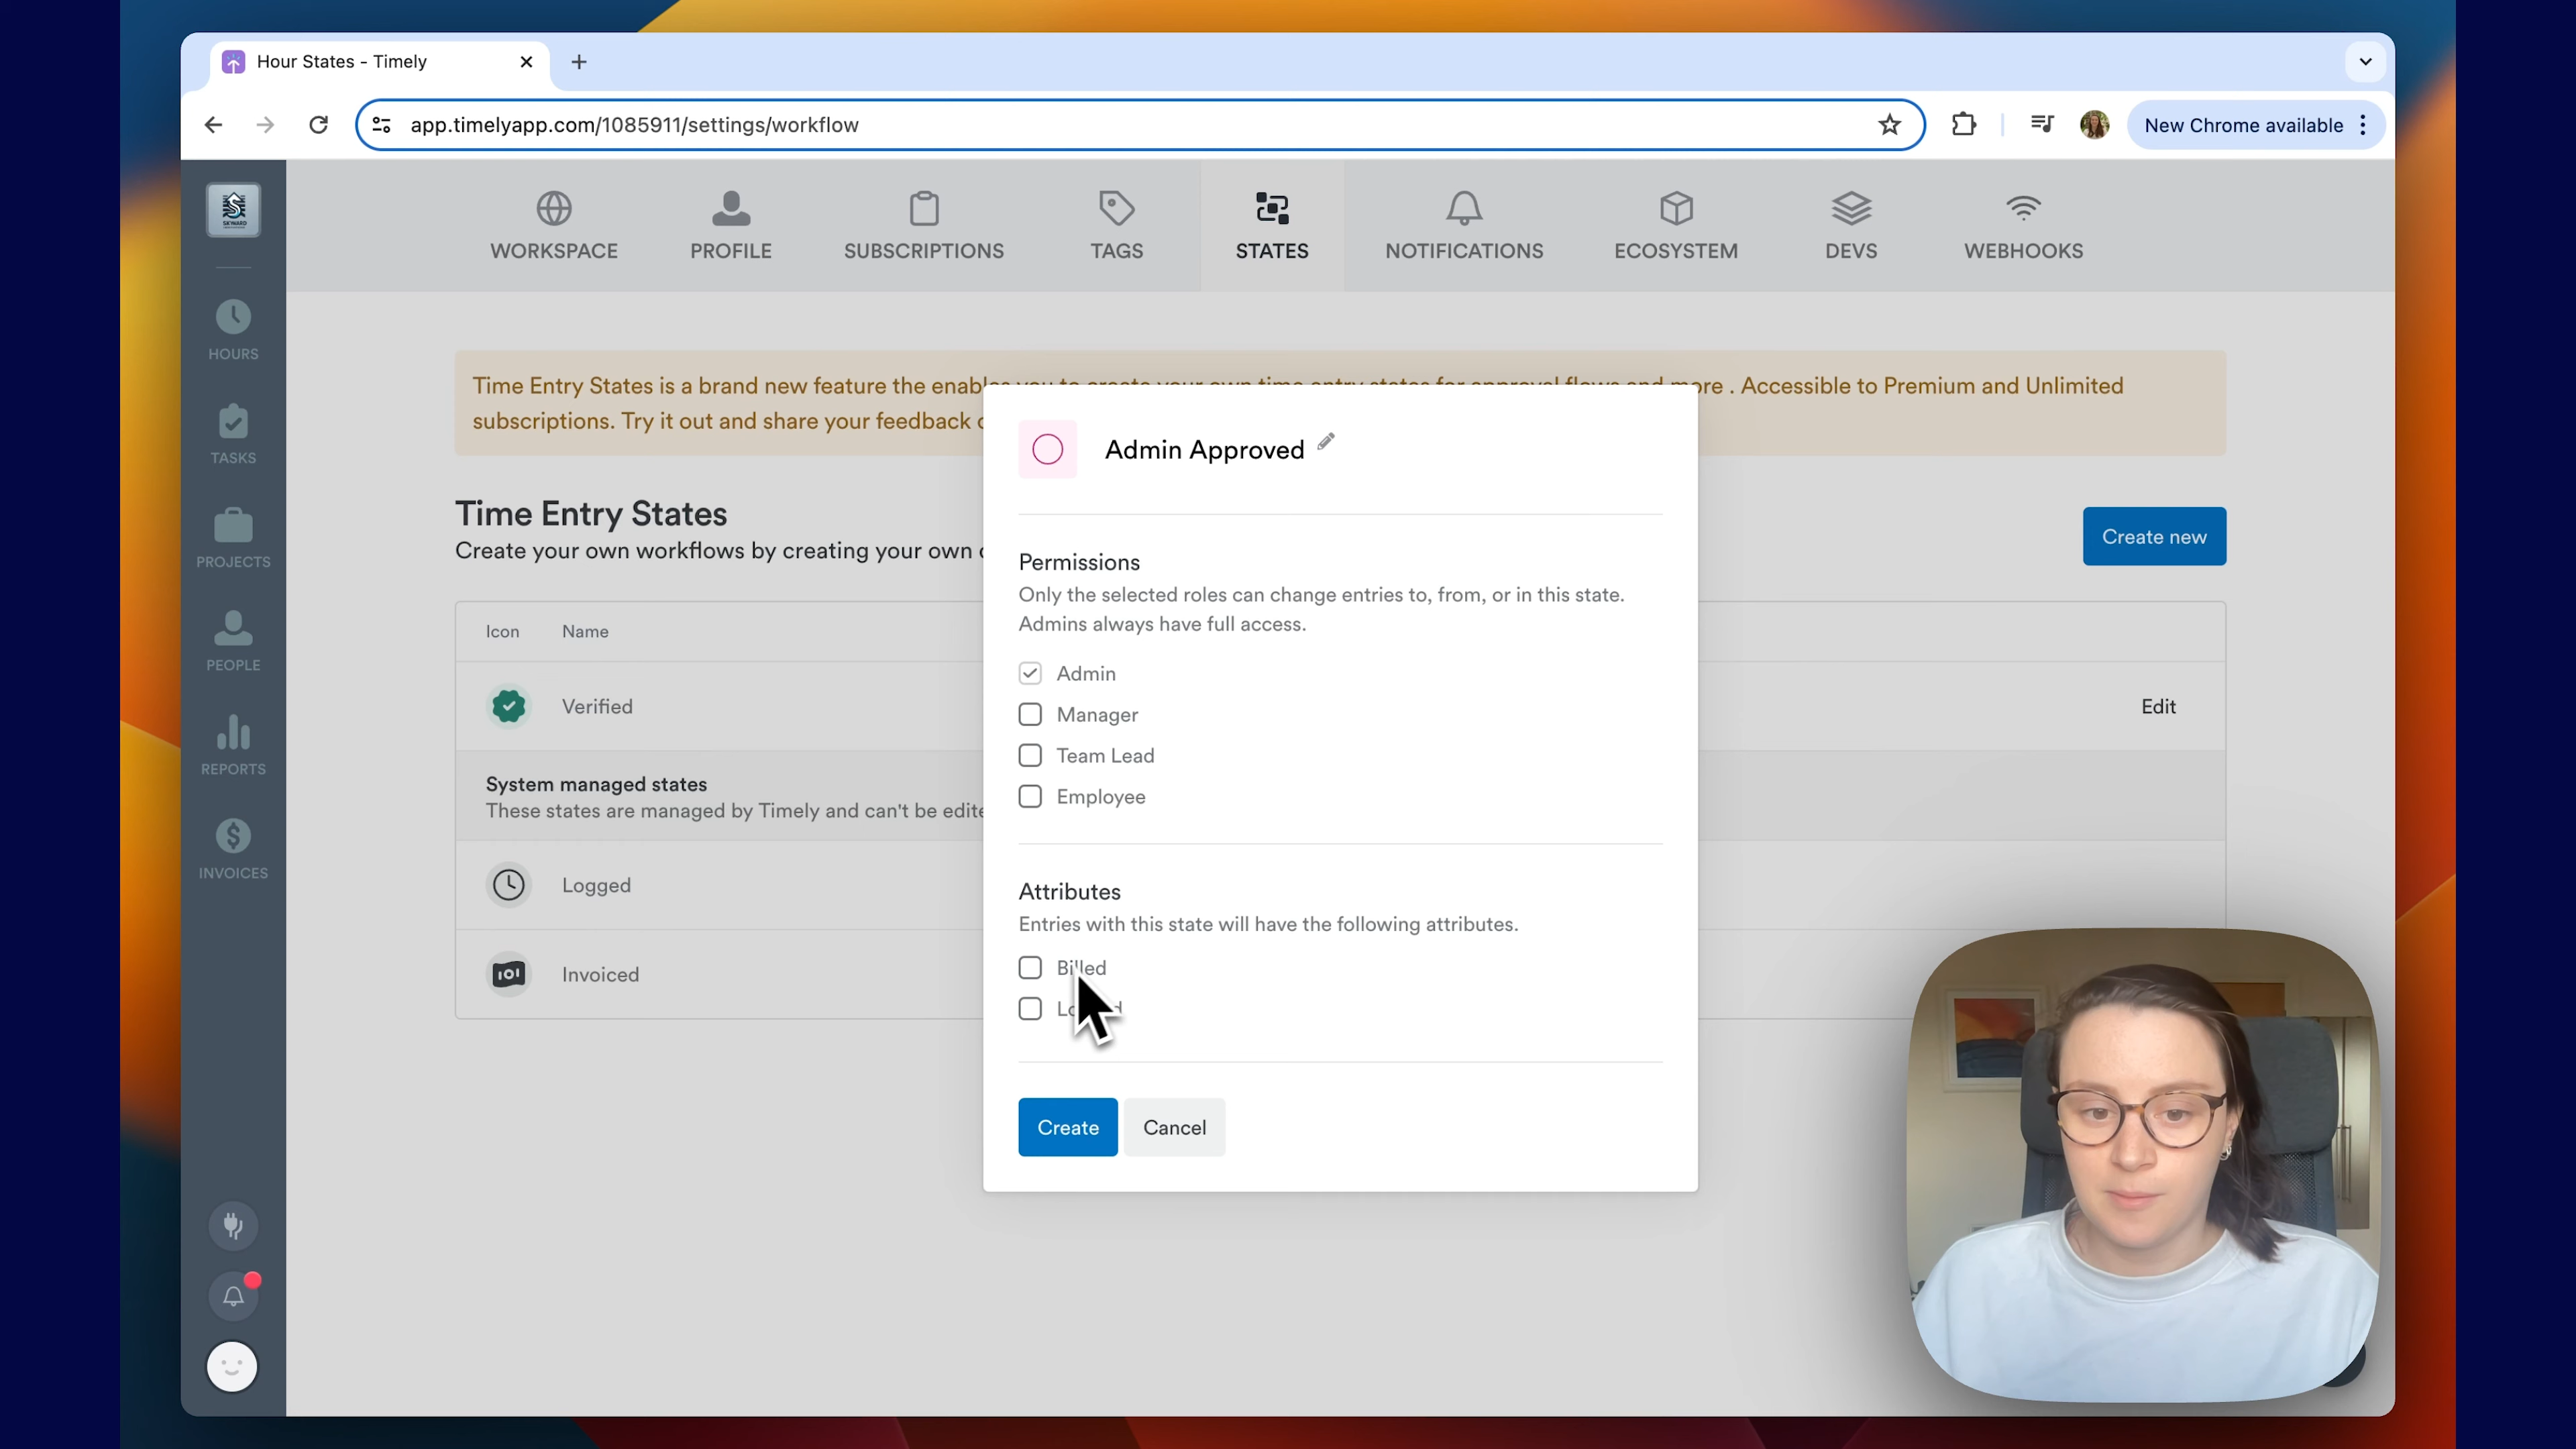 Hour States - Timely
app.timelyapp.com/1085911/settings/workflow
New Chrome available
WORKSPACE
PROFILE
SUBSCRIPTIONS
TAGS
STATES
NOTIFICATIONS
ECOSYSTEM
DEVS
WEBHOOKS
HOURS
TASKS
PROJECTS
PEOPLE
REPORTS
INVOICES
Time Entry States is a brand new feature the enables you to create your own time entry states for approval flows and more . Accessible to Premium and Unlimited
subscriptions. Try it out and share your feedback
Time Entry States
Create your own workflows by creating your own
Create new
Icon Name
Verified
Edit
System managed states
These states are managed by Timely and can't be edite
Logged
Invoiced
Admin Approved
Permissions
Only the selected roles can change entries to, from, or in this state.
Admins always have full access.
Admin
Manager
Team Lead
Employee
Attributes
Entries with this state will have the following attributes.
Billed
Create
Cancel